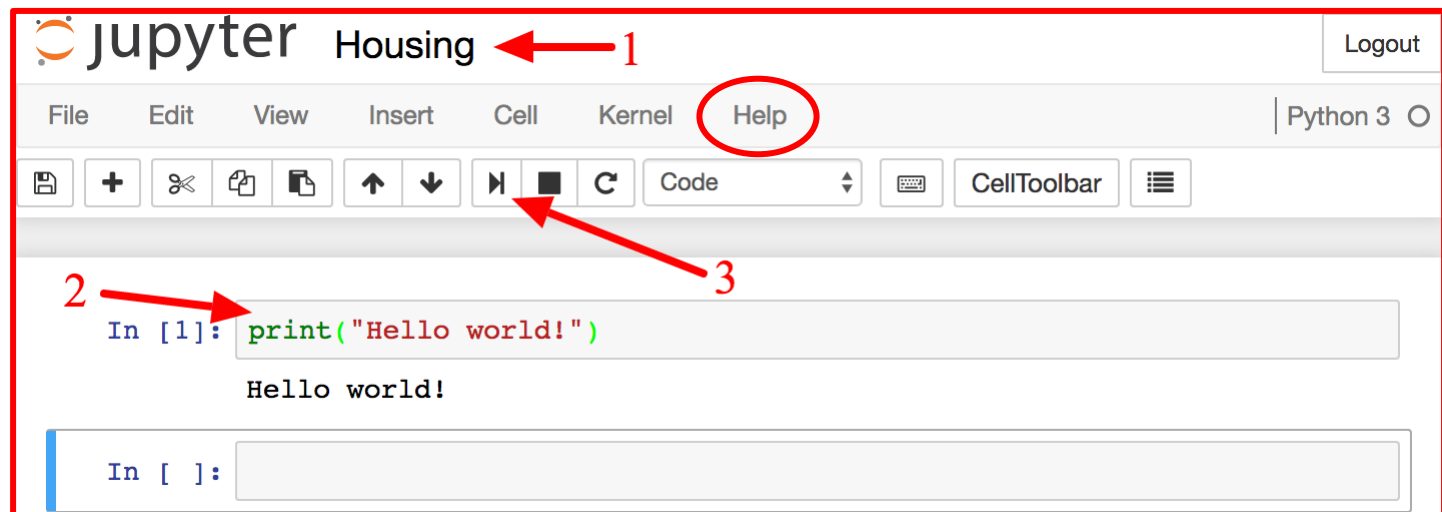 jupyter Housing 1 Logout
File Edit View Insert Cell Kernel Help Python 3
Code CellToolbar
3
2
In [1]: print("Hello world!")
Hello world!
In [ ]: